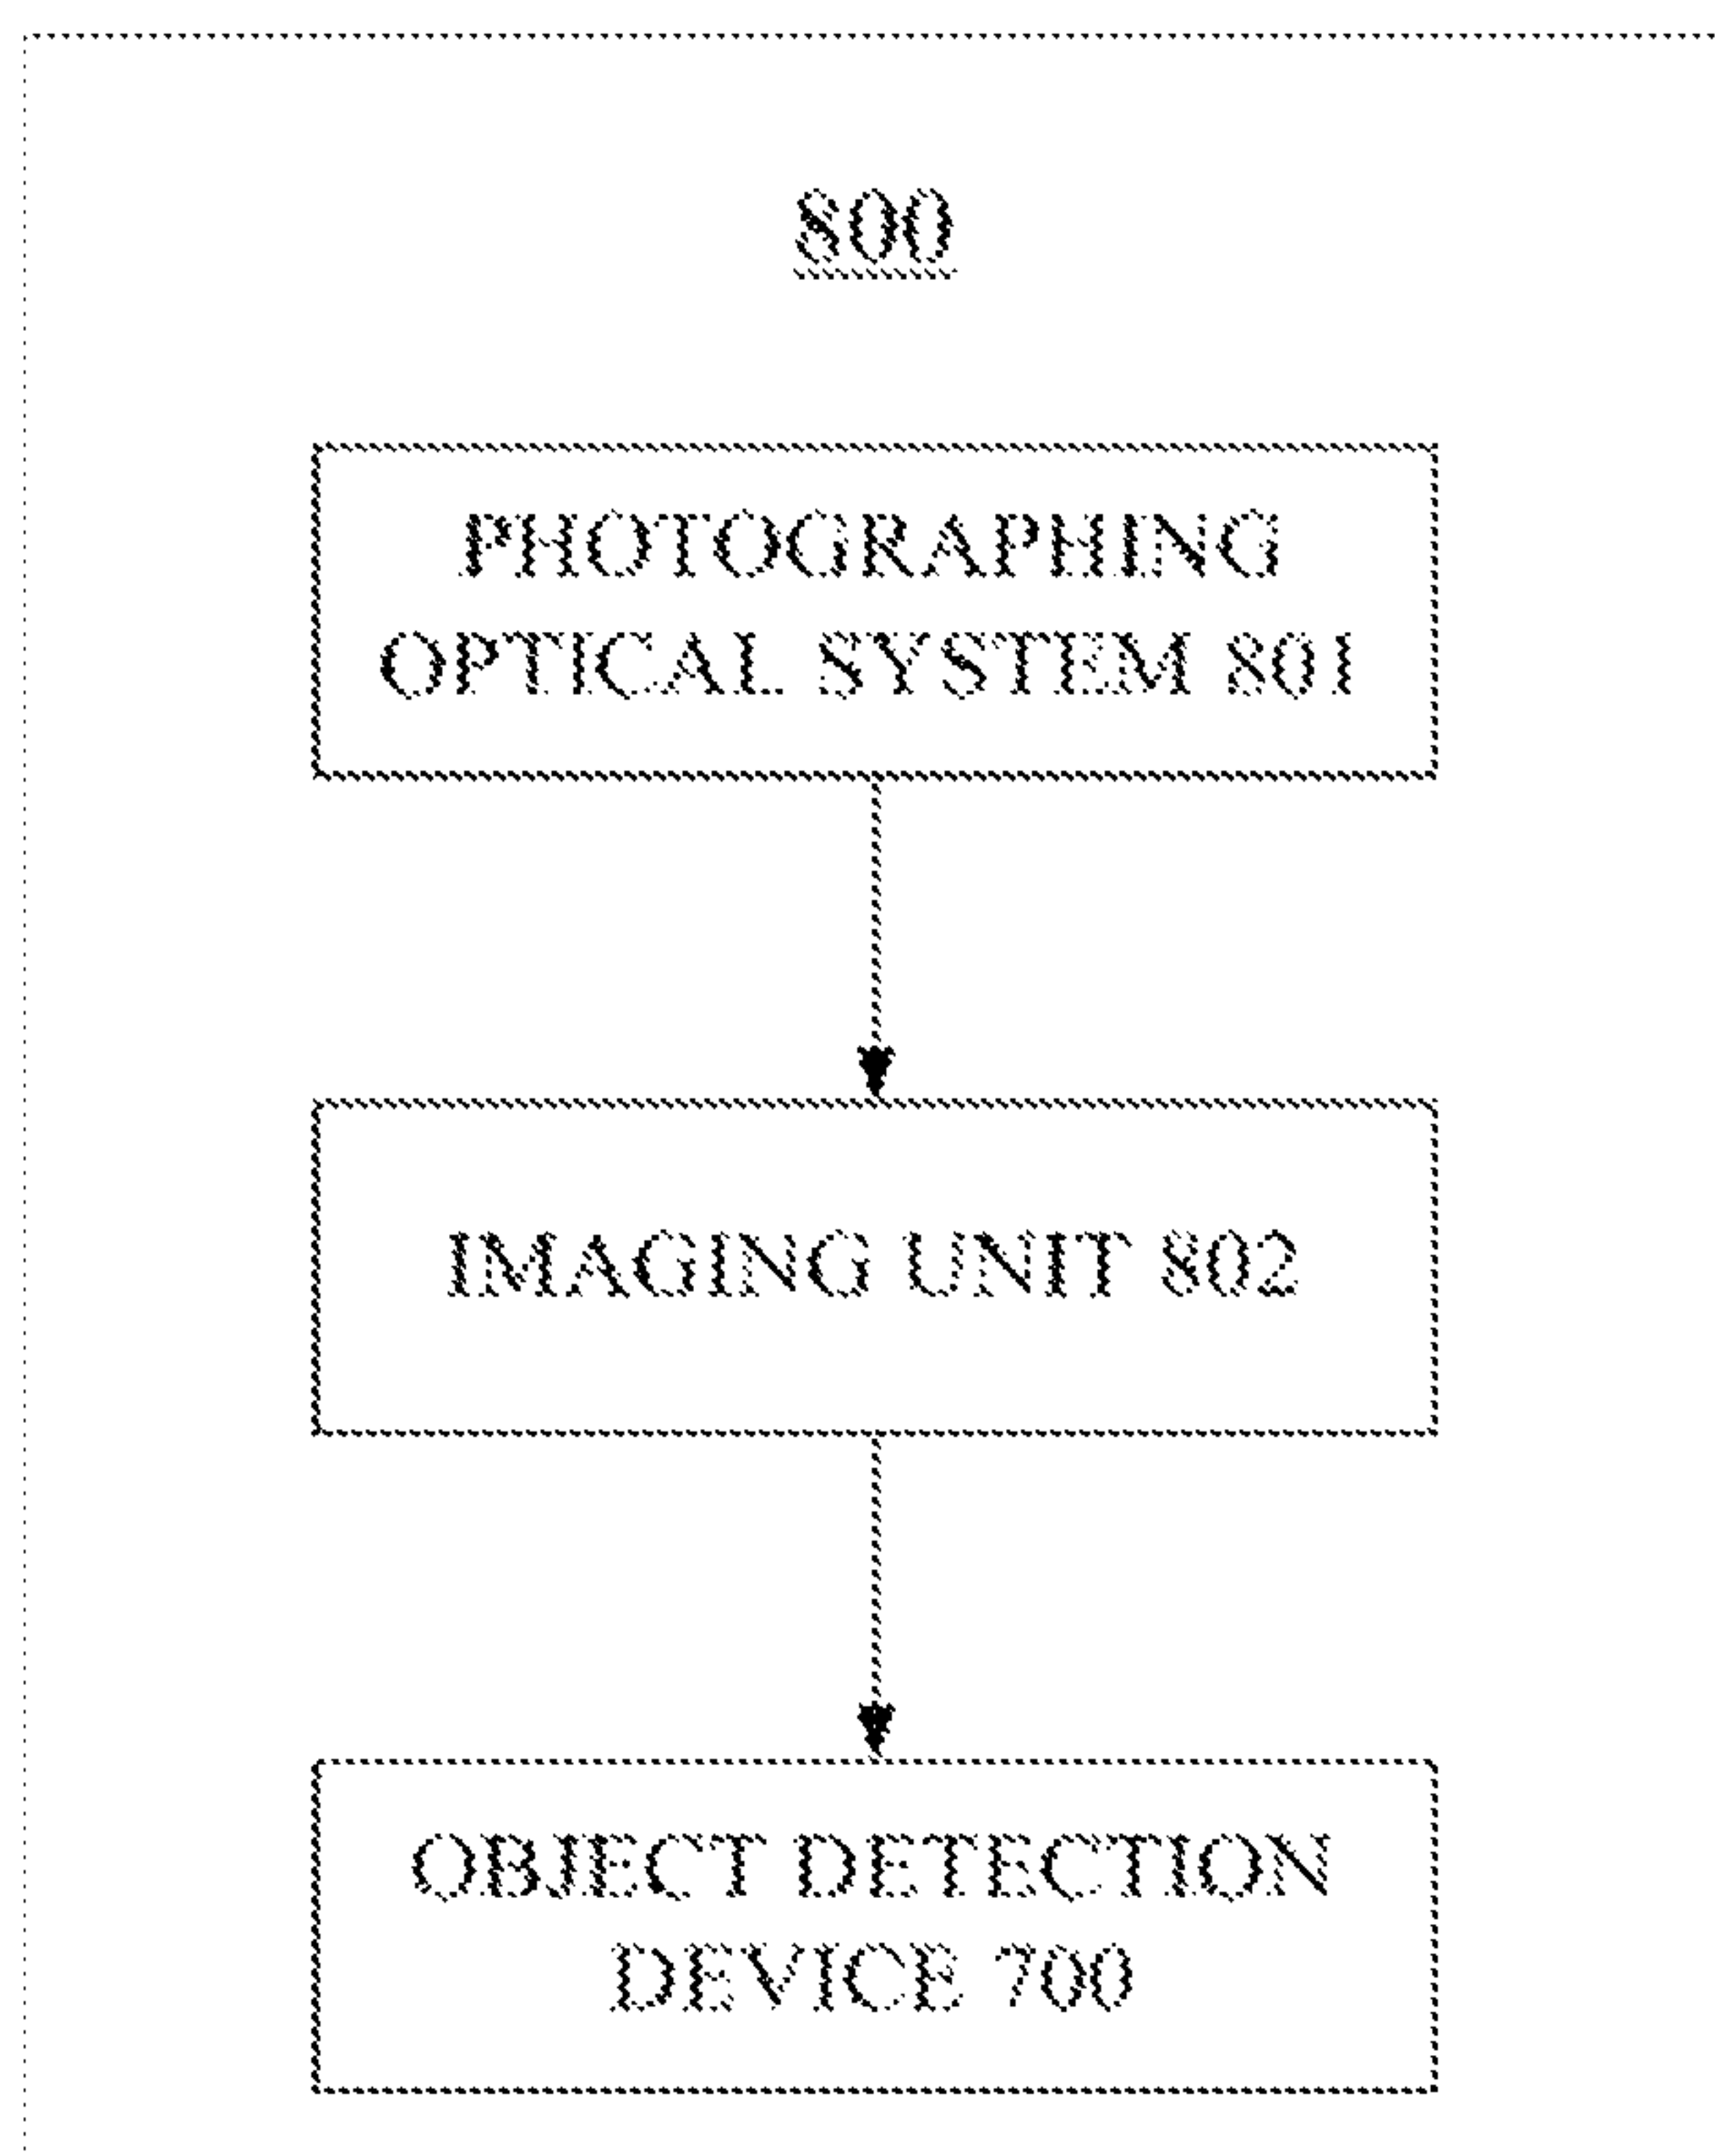 800
PHOTOGRAPHING
OPTICAL SYSTEM 801
IMAGING UNIT 802
OBJECT DETECTION
DEVICE 700